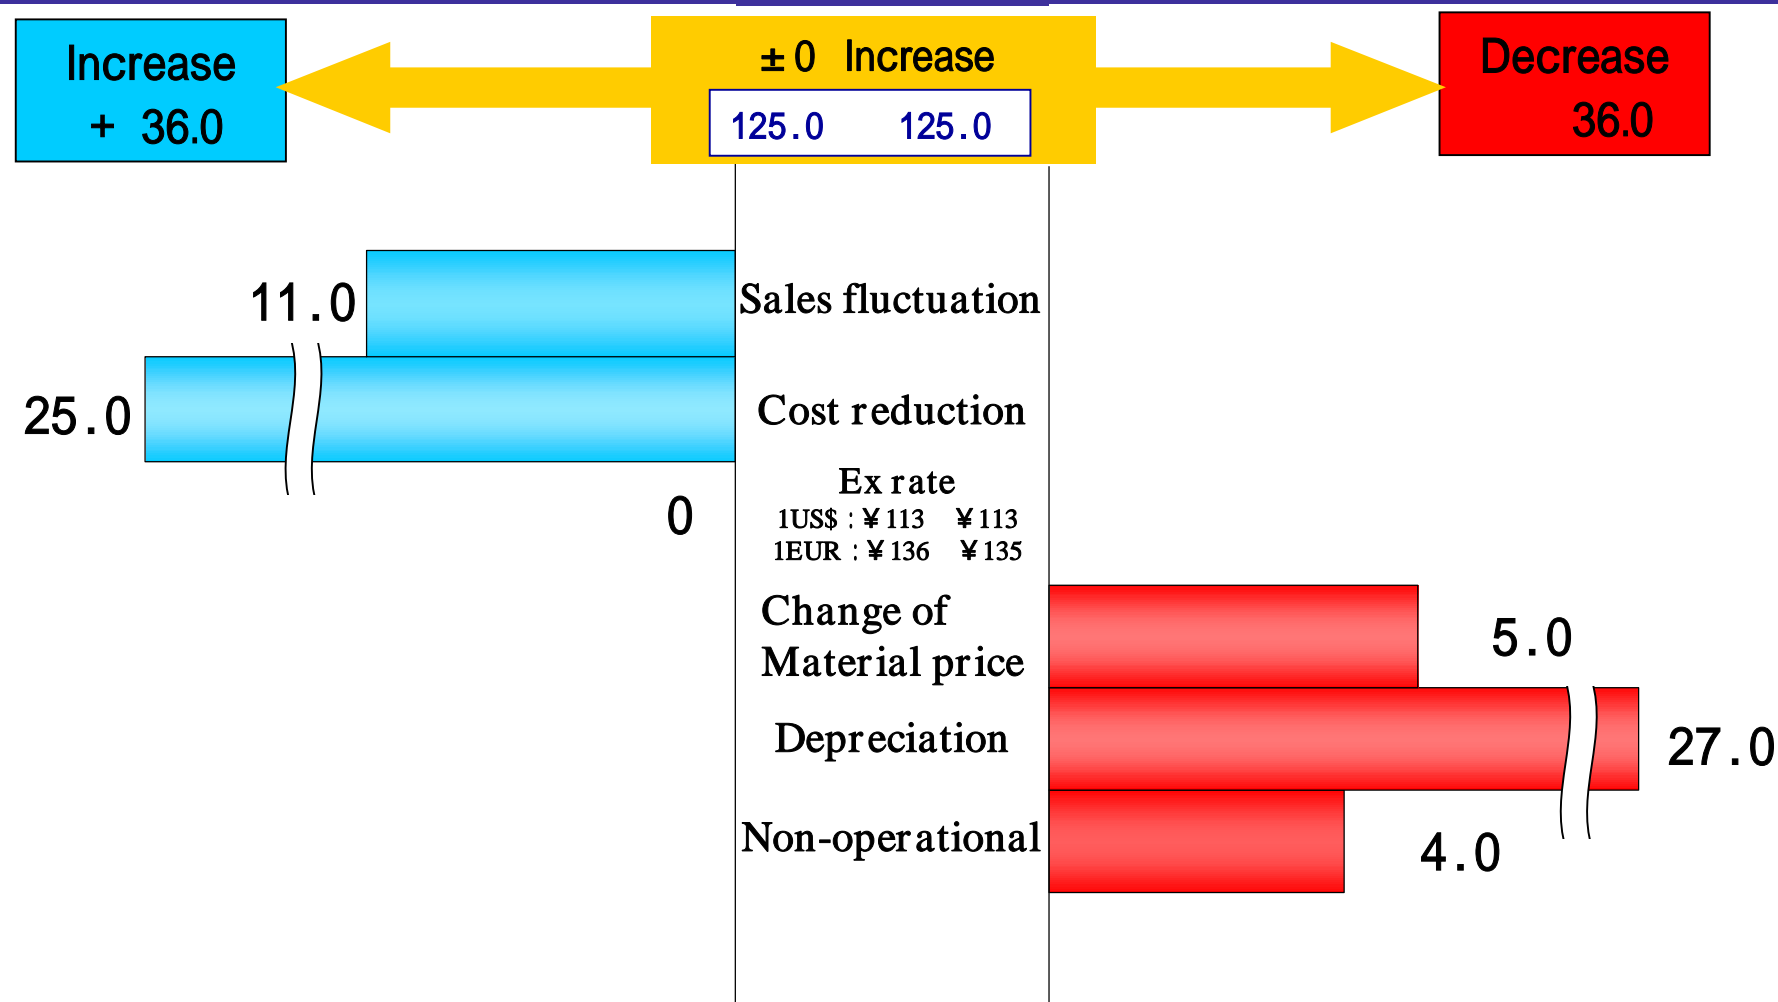 Increase
+ 36.0
±0 Increase
125.0 125.0
Decrease
36.0
11.0
Sales fluctuation
25.0
Cost reduction
Ex rate
0
1US$ : ¥113 ¥113
1EUR : ¥136 ¥135
Change of
Material price
5.0
Depreciation
27.0
Non-operational
4.0